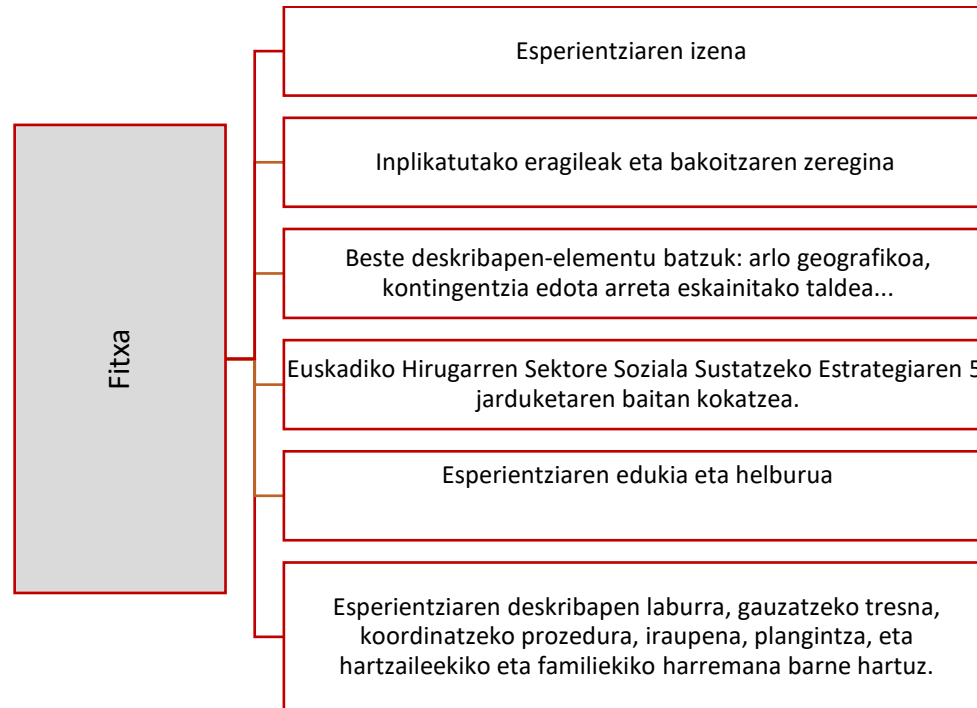 Fitxa
Esperientziaren izena
Inplikatutako eragileak eta bakoitzaren zeregina
Beste deskribapen-elementu batzuk: arlo geografikoa,
kontingentzia edota arreta eskainitako taldea...
Euskadiko Hirugarren Sektore Soziala Sustatzeko Estrategiaren 5
jarduketaren baitan kokatzea.
Esperientziaren edukia eta helburua
Esperientziaren deskribapen laburra, gauzatzeko tresna,
koordinatzeko prozedura, iraupena, plangintza, eta
hartzaileekiko eta familiekiko harremana barne hartuz.